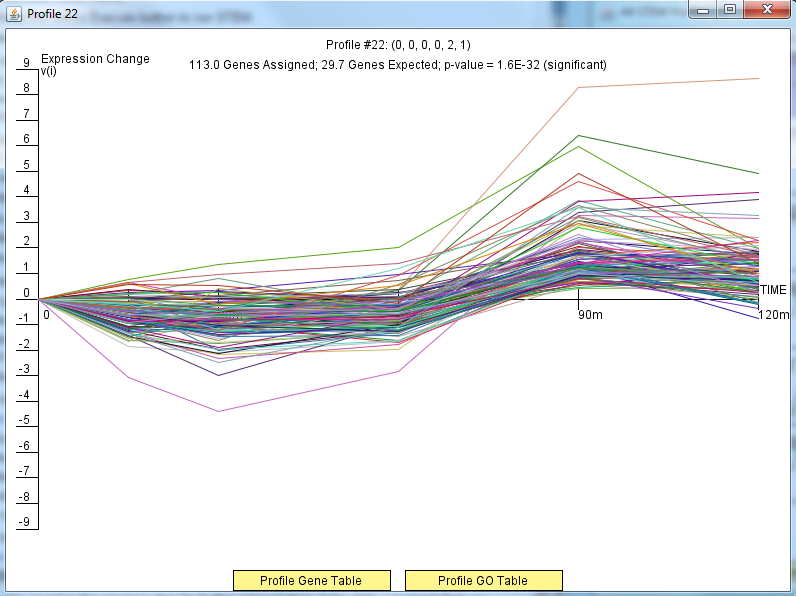 Profile 22
Profile #22: (0, 0, 0, 0, 2, 1)
Expression Change
v(i)
113.0 Genes Assigned; 29.7 Genes Expected; p-value = 1.6E-32 (significant)
9
8
7
6
5
4
3
2
1
0
-1
-2
-3
-4
-5
-6
-7
-8
-9
TIME
0
90m
120m
Profile Gene Table
Profile GO Table